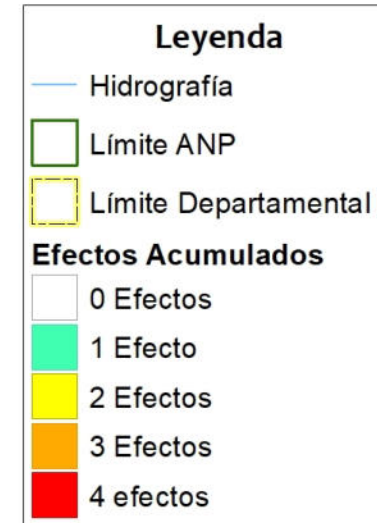 Leyenda
Hidrografía
Límite ANP
Límite Departamental
Efectos Acumulados
0 Efectos
1 Efecto
2 Efectos
3 Efectos
4 efectos